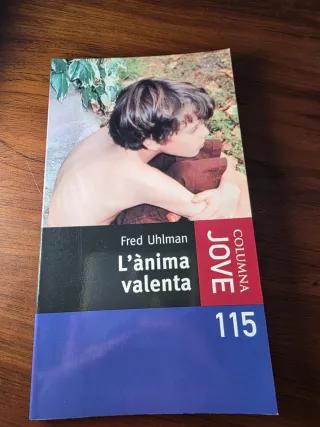 Fred Uhlman
L'ànima
valenta
COLUMNA
JOVE
115